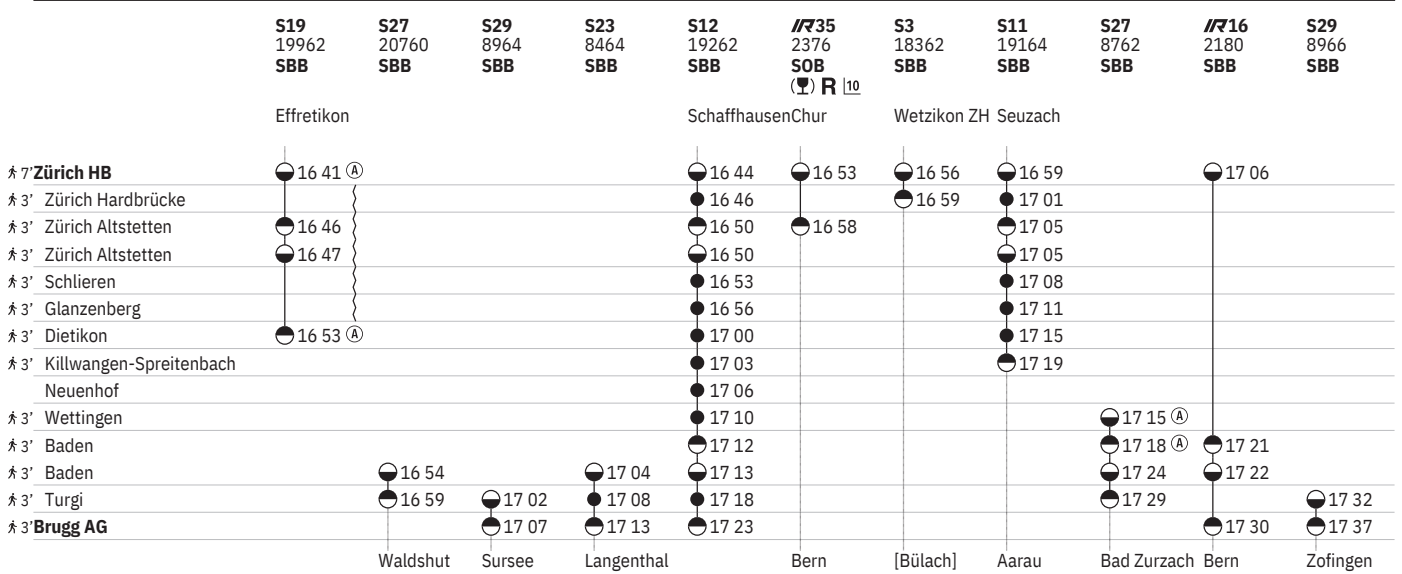 S19 S27 S29 S23 S12 IR35 S3 S11 S27 IR16 S29
19962 20760 8964 8464 19262 2376 18362 19164 8762 2180 8966
SBB SBB SBB SBB SBB SOB SBB SBB SBB SBB SBB
R 10
Effretikon Schaffhausen Chur Wetzikon ZH Seuzach
7' Zürich HB 16 41 A 16 44 16 53 16 56 16 59 17 06
3' Zürich Hardbrücke 16 46 16 59 17 01
3' Zürich Altstetten 16 46 16 50 16 58 17 05
3' Zürich Altstetten 16 47 16 50 17 05
3' Schlieren 16 53 17 08
3' Glanzenberg 16 56 17 11
3' Dietikon 16 53 A 17 00 17 15
3' Killwangen-Spreitenbach 17 03 17 19
Neuenhof 17 06
3' Wettingen 17 10 17 15 A
3' Baden 17 12 17 18 A 17 21
3' Baden 16 54 17 04 17 13 17 24 17 22
3' Turgi 16 59 17 02 17 08 17 18 17 29 17 32
3' Brugg AG 17 07 17 13 17 23 17 30 17 37
Waldshut Sursee Langenthal Bern [Bülach] Aarau Bad Zurzach Bern Zofingen